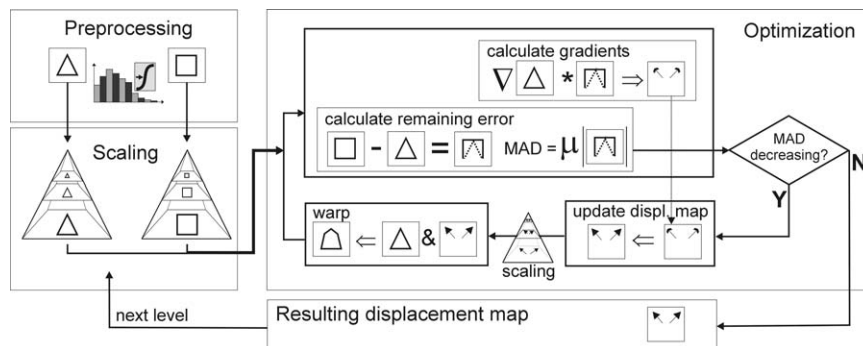 Preprocessing
Scaling
Optimization
calculate gradients
∇ * ⇒
calculate remaining error
- = MAD = μ
MAD
decreasing?
N
Y
update displ. map
⇐
scaling
warp
⇐ &
next level
Resulting displacement map